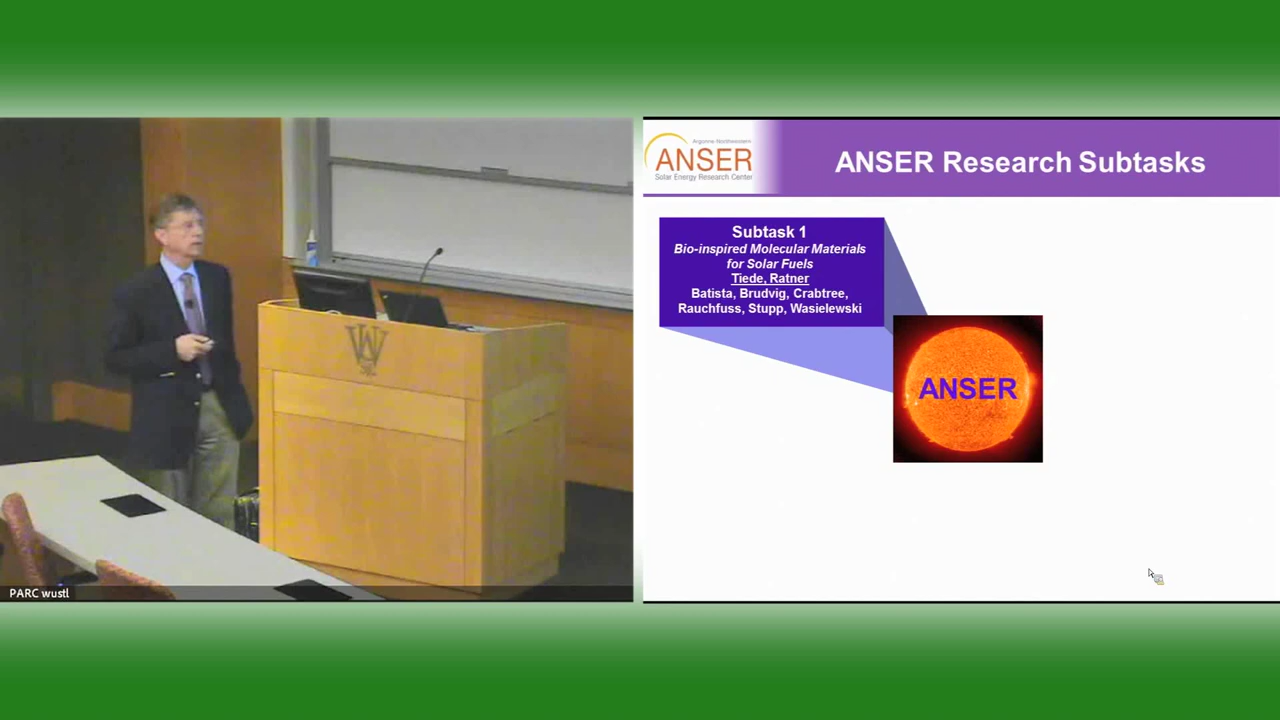 Argonne Northwestern
ANSER
Solar Energy Research Center
ANSER Research Subtasks
Subtask 1
Bio-inspired Molecular Materials
for Solar Fuels
Tiede, Ratner
Batista, Brudvig, Crabtree,
Rauchfuss, Stupp, Wasielewski
ANSER
W
PARC wustl